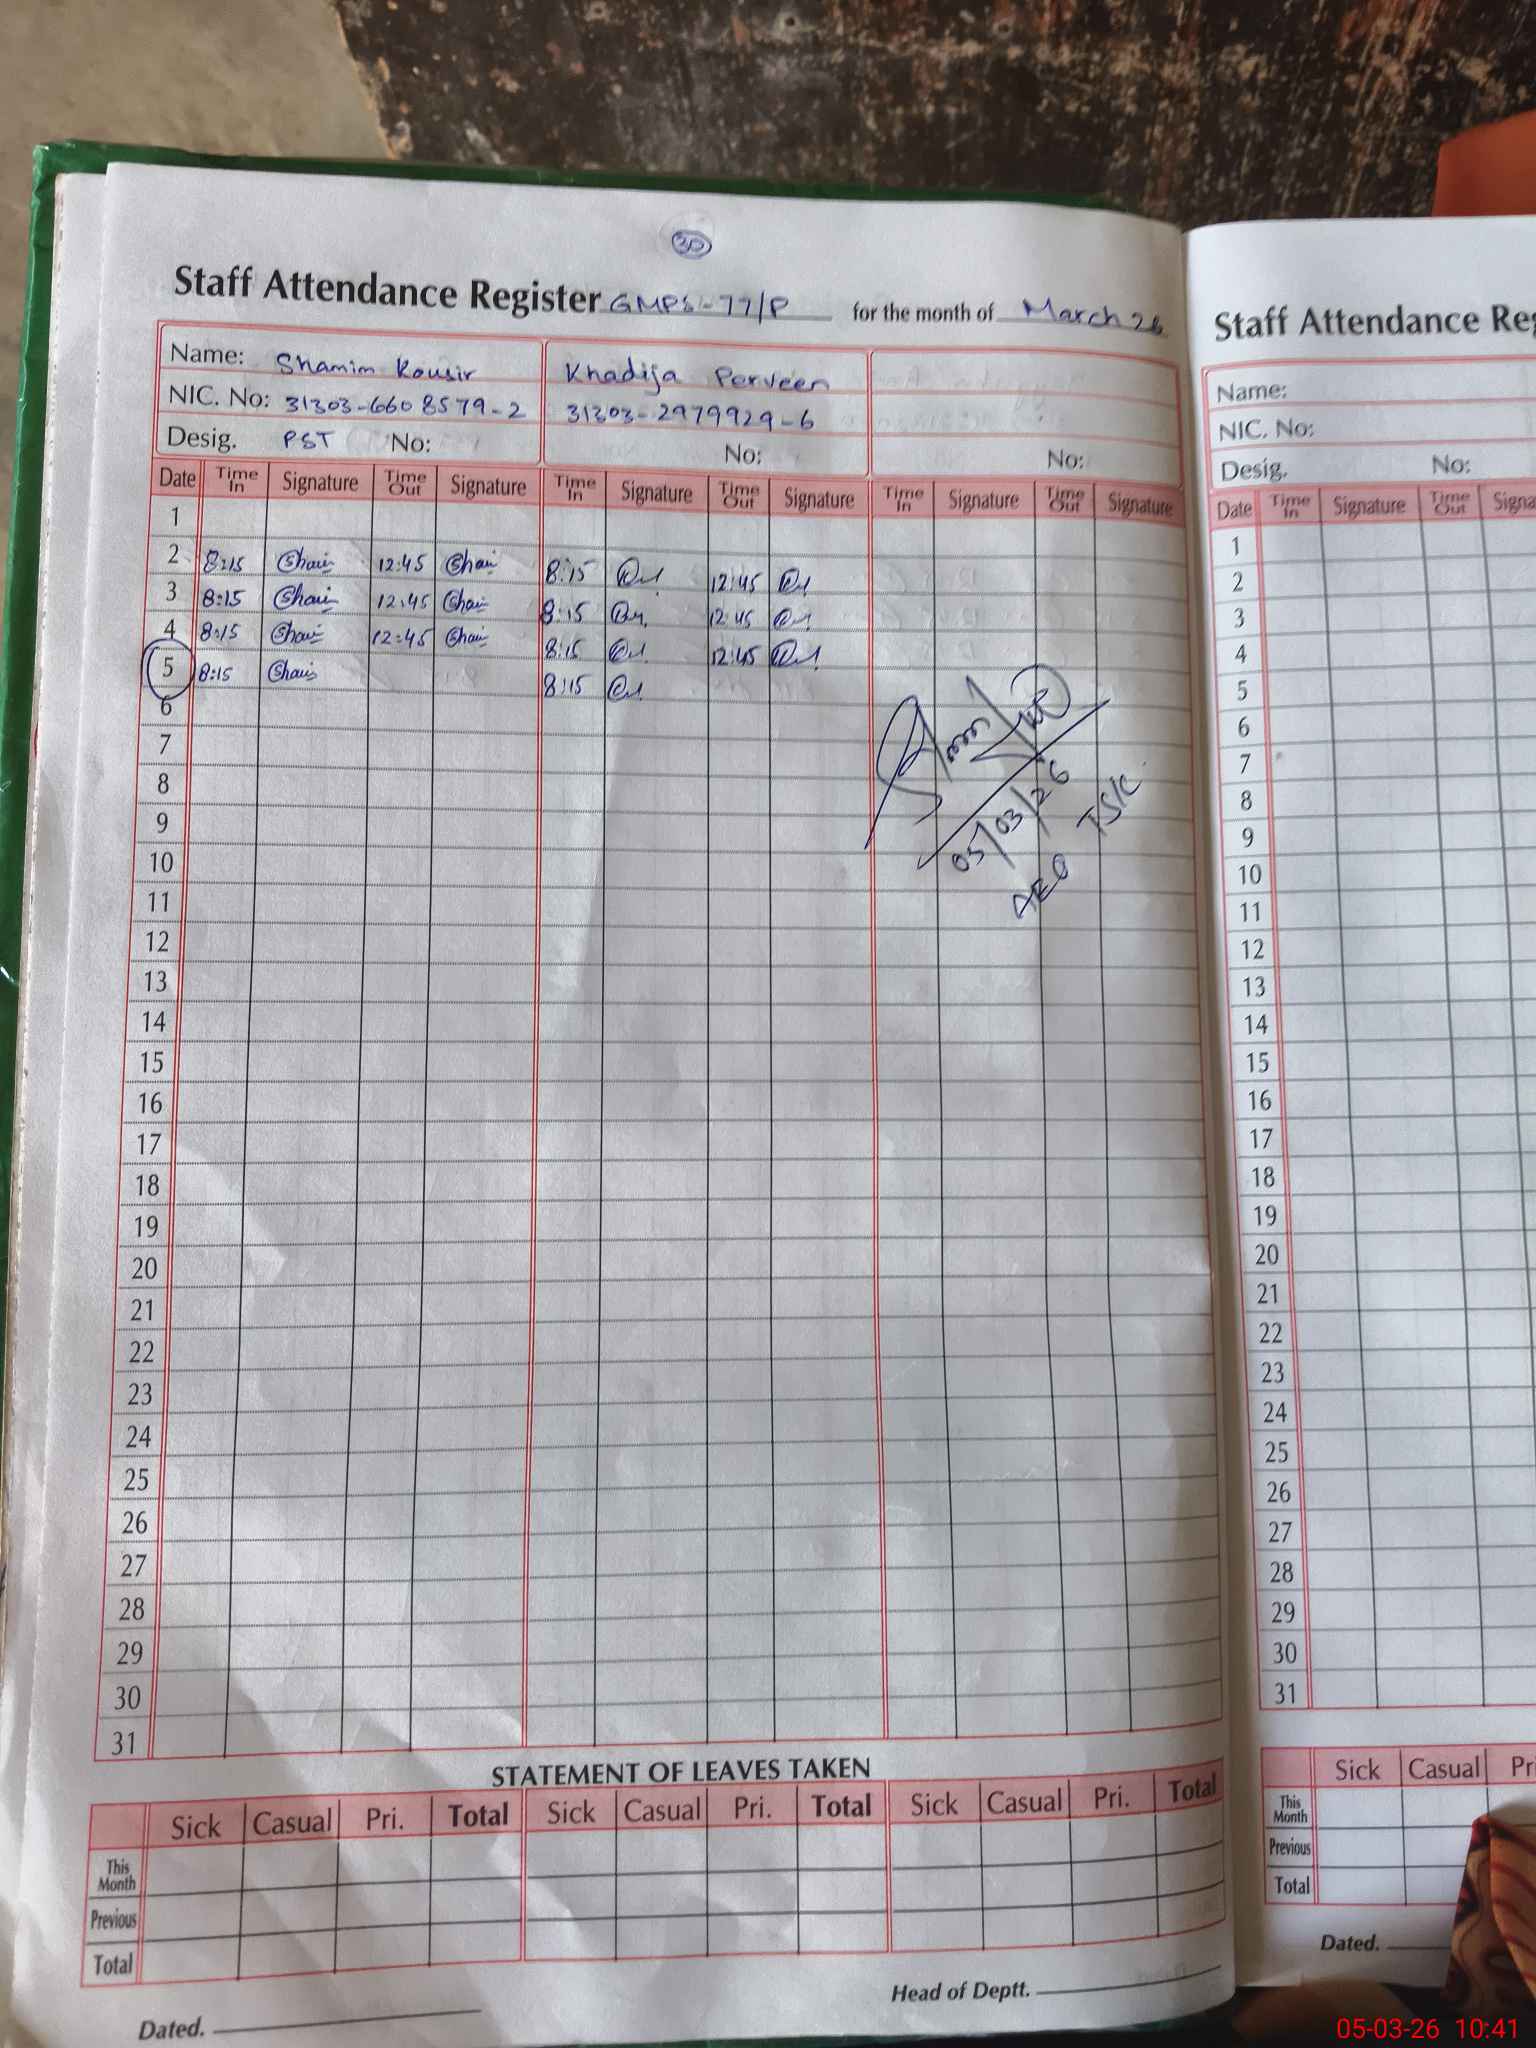 30
Staff Attendance Register GMPS-77/P for the month of March 26
Name: Shamim Kousir Khadija Perveen
NIC. No: 31303-6608579-2 31303-2979929-6
Desig. PST No: No: No:
Date Time In Signature Time Out Signature Time In Signature Time Out Signature Time In Signature Time Out Signature
1
2 8:15 12:45 8:15 12:45
3 8:15 12:45 8:15 12:45
4 8:15 12:45 8:15 12:45
5 8:15 8:15
6
7
8
9
10
11
12
13
14
15
16
17
18
19
20
21
22
23
24
25
26
27
28
29
30
31
05/03/26
AEO TSK
STATEMENT OF LEAVES TAKEN
Sick Casual Pri. Total Sick Casual Pri. Total Sick Casual Pri. Total
This Month
Previous
Total
Head of Deptt.
Dated.
Staff Attendance Reg
Name:
NIC. No:
Desig. No:
Date Time In Signature Time Out Signa
1
2
3
4
5
6
7
8
9
10
11
12
13
14
15
16
17
18
19
20
21
22
23
24
25
26
27
28
29
30
31
Sick Casual Pri
This Month
Previous
Total
Dated.
05-03-26 10:41